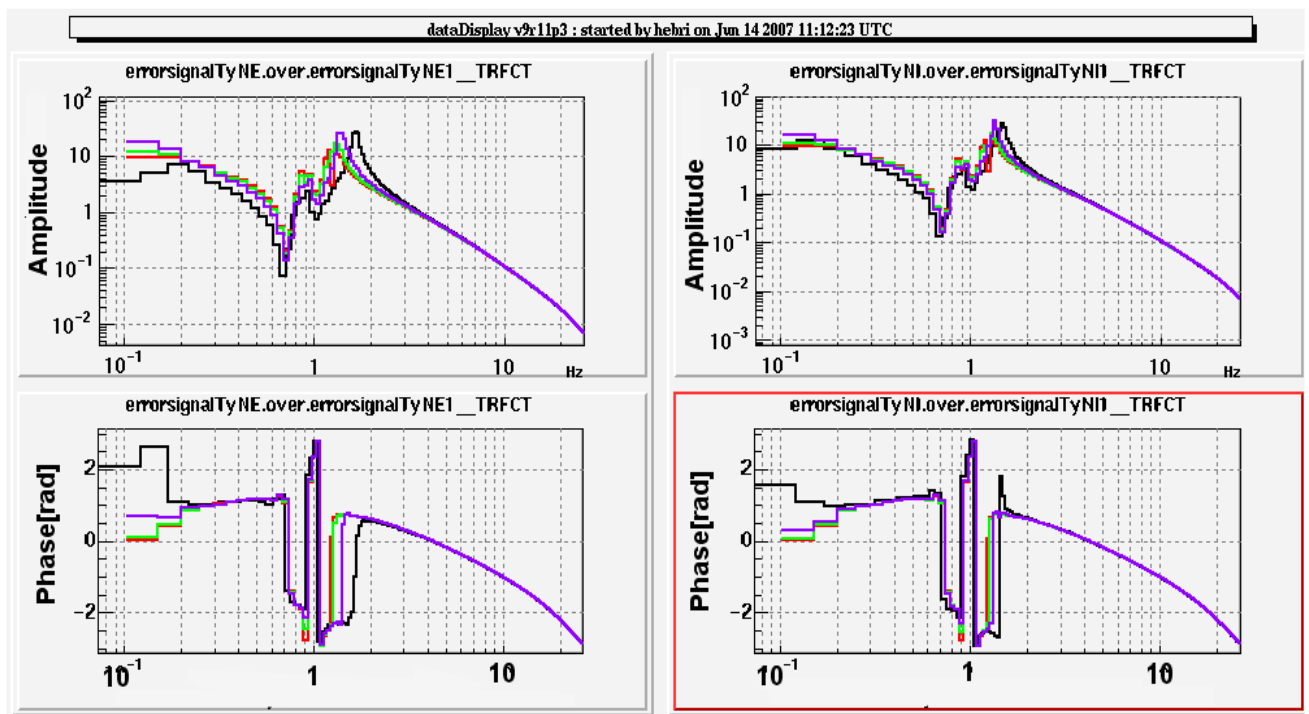 dataDisplay v9r11p3 : started by hebri on Jun 14 2007 11:12:23 UTC
errorsignalTyNE.over.errorsignalTyNE1__TRFCT
Amplitude
10²
10
1
10⁻¹
10⁻²
10⁻¹ 1 10
Hz
errorsignalTyNI.over.errorsignalTyNI1__TRFCT
Amplitude
10²
10
1
10⁻¹
10⁻²
10⁻³
10⁻¹ 1 10
Hz
errorsignalTyNE.over.errorsignalTyNE1__TRFCT
Phase[rad]
2
0
-2
10⁻¹ 1 10
errorsignalTyNI.over.errorsignalTyNI1__TRFCT
Phase[rad]
2
0
-2
10⁻¹ 1 10